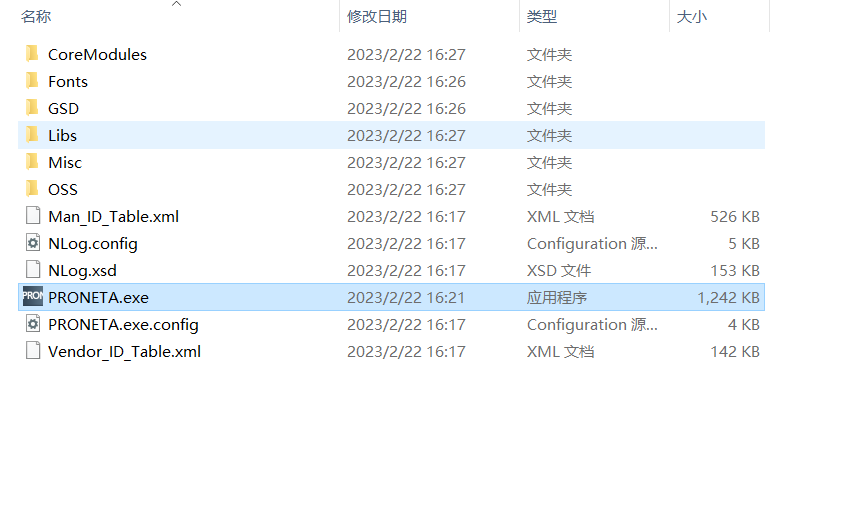 名称 修改日期 类型 大小
CoreModules 2023/2/22 16:27 文件夹
Fonts 2023/2/22 16:26 文件夹
GSD 2023/2/22 16:26 文件夹
Libs 2023/2/22 16:27 文件夹
Misc 2023/2/22 16:27 文件夹
OSS 2023/2/22 16:27 文件夹
Man_ID_Table.xml 2023/2/22 16:17 XML 文档 526 KB
NLog.config 2023/2/22 16:17 Configuration 源... 5 KB
NLog.xsd 2023/2/22 16:17 XSD 文件 153 KB
PRON PRONETA.exe 2023/2/22 16:21 应用程序 1,242 KB
PRONETA.exe.config 2023/2/22 16:17 Configuration 源... 4 KB
Vendor_ID_Table.xml 2023/2/22 16:17 XML 文档 142 KB